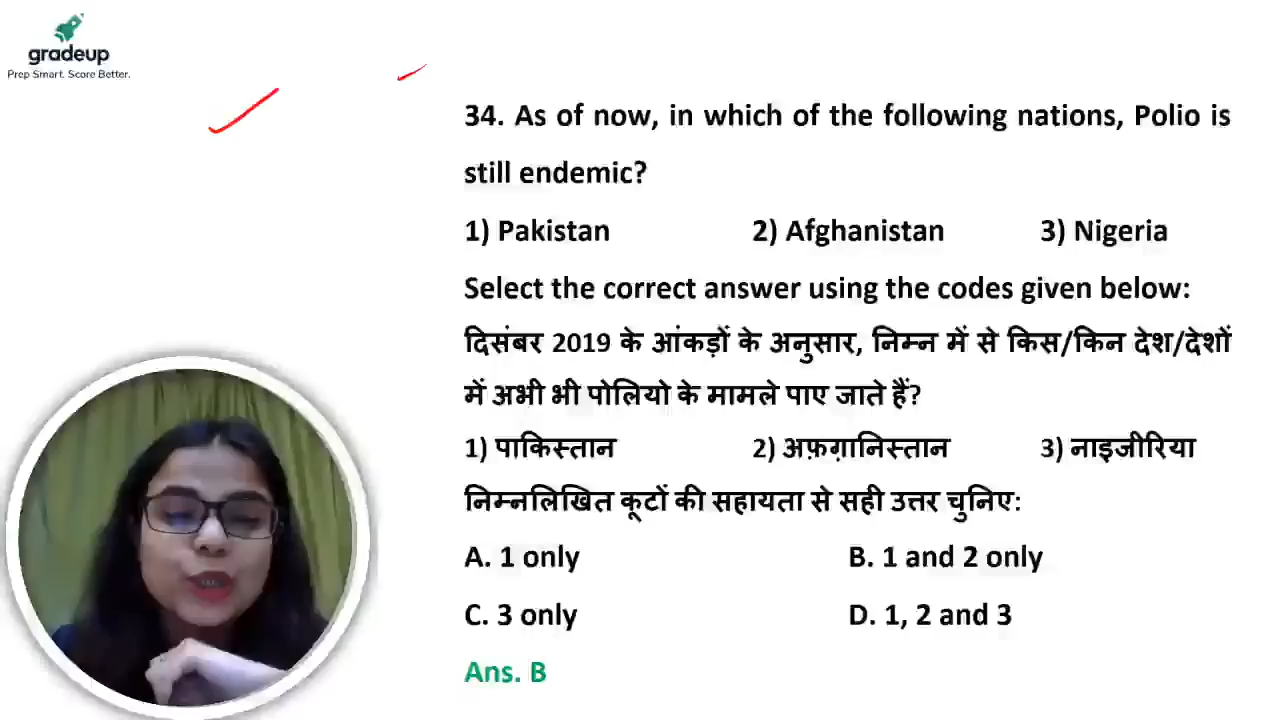 gradeup
Prep Smart. Score Better.
34. As of now, in which of the following nations, Polio is
still endemic?
1) Pakistan 2) Afghanistan 3) Nigeria
Select the correct answer using the codes given below:
दिसंबर 2019 के आंकड़ों के अनुसार, निम्न में से किस/किन देश/देशों
में अभी भी पोलियो के मामले पाए जाते हैं?
1) पाकिस्तान 2) अफ़ग़ानिस्तान 3) नाइजीरिया
निम्नलिखित कूटों की सहायता से सही उत्तर चुनिए:
A. 1 only B. 1 and 2 only
C. 3 only D. 1, 2 and 3
Ans. B